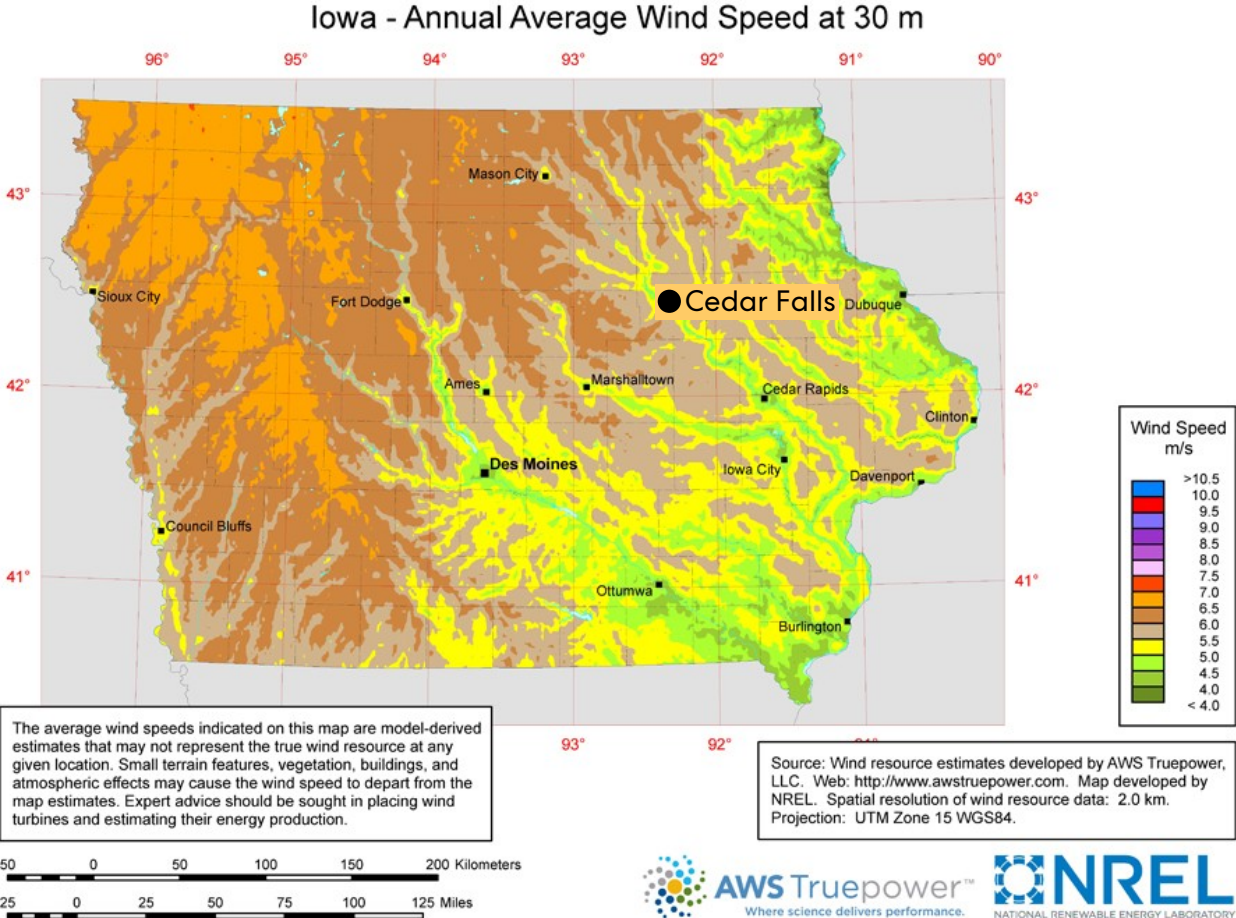 Iowa - Annual Average Wind Speed at 30 m
96° 95° 94° 93° 92° 91° 90°
43° 43°
Mason City
Sioux City
Fort Dodge
Cedar Falls
Dubuque
42° 42°
Ames
Marshalltown
Cedar Rapids
Clinton
Des Moines
Iowa City
Davenport
Council Bluffs
41° 41°
Ottumwa
Burlington
93° 92°
Wind Speed
m/s
>10.5
10.0
9.5
9.0
8.5
8.0
7.5
7.0
6.5
6.0
5.5
5.0
4.5
4.0
< 4.0
The average wind speeds indicated on this map are model-derived
estimates that may not represent the true wind resource at any
given location. Small terrain features, vegetation, buildings, and
atmospheric effects may cause the wind speed to depart from the
map estimates. Expert advice should be sought in placing wind
turbines and estimating their energy production.
Source: Wind resource estimates developed by AWS Truepower,
LLC. Web: http://www.awstruepower.com. Map developed by
NREL. Spatial resolution of wind resource data: 2.0 km.
Projection: UTM Zone 15 WGS84.
50 0 50 100 150 200 Kilometers
25 0 25 50 75 100 125 Miles
AWS Truepower™
Where science delivers performance.
NREL
NATIONAL RENEWABLE ENERGY LABORATORY